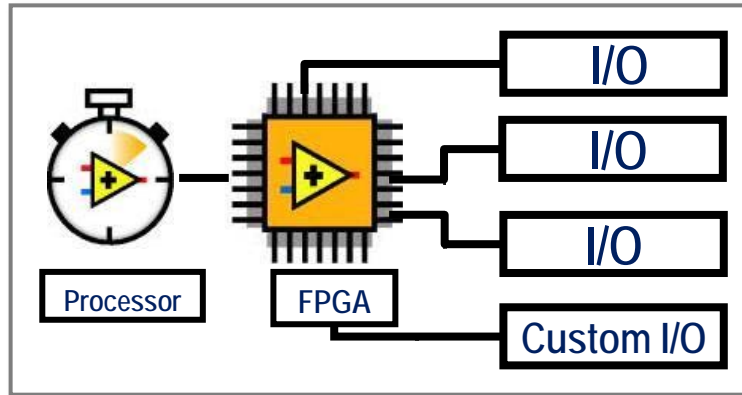 I/O
I/O
I/O
Processor
FPGA
Custom I/O